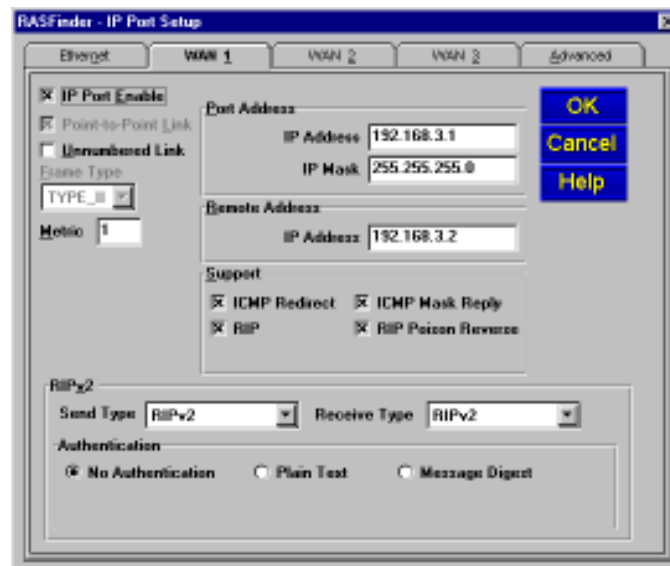 RASFinder - IP Port Setup
Ethernet WAN 1 WAN 2 WAN 3 Advanced
IP Port Enable
Point-to-Point Link
Unnumbered Link
Frame Type
TYPE_II
Metric 1
Port Address
IP Address 192.168.3.1
IP Mask 255.255.255.0
Remote Address
IP Address 192.168.3.2
Support
ICMP Redirect ICMP Mask Reply
RIP RIP Poison Reverse
OK
Cancel
Help
RIPv2
Send Type RIPv2 Receive Type RIPv2
Authentication
No Authentication Plain Text Message Digest